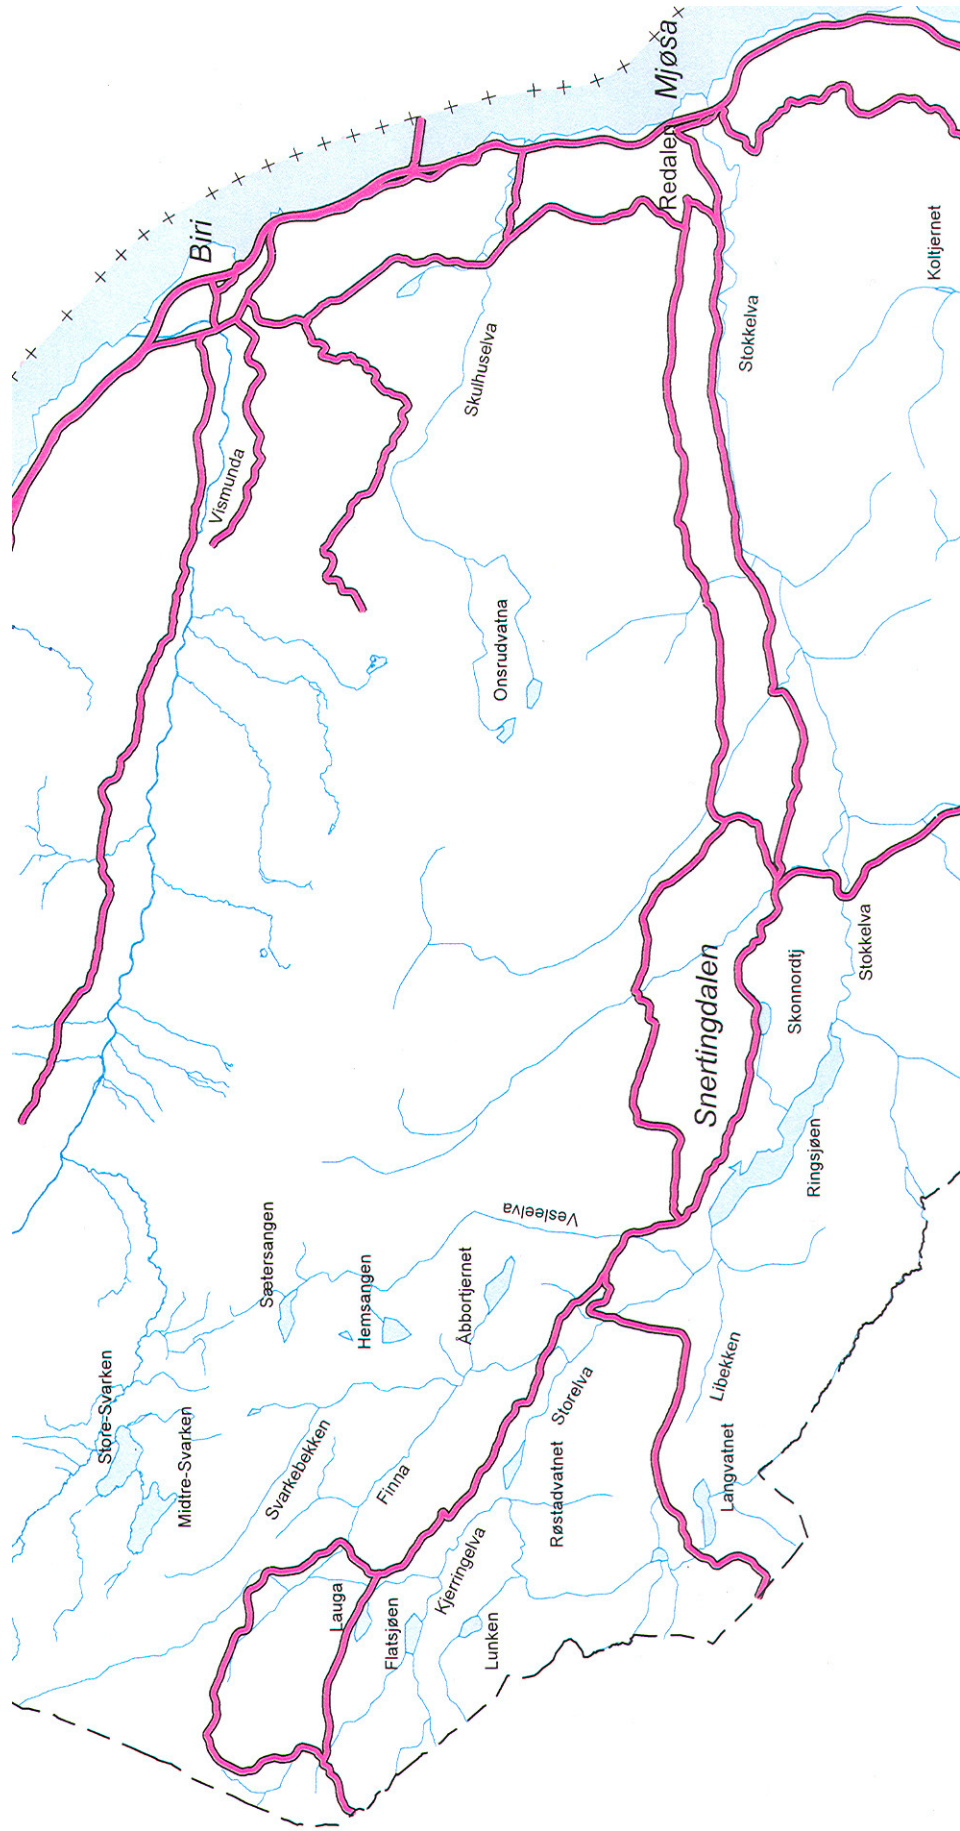 Mjøsa
Biri
Redalen
Koltjernet
Stokkelva
Skulhuselva
Vismunda
Onsrudvatna
Stokkelva
Skonnordtj
Snertingdalen
Ringsjøen
Vesleelva
Sætersangen
Hemsangen
Åbbortjernet
Libekken
Store-Svarken
Midtre-Svarken
Svarkebekken
Finna
Storelva
Røstadvatnet
Langvatnet
Kjerringelva
Lauga
Flatsjøen
Lunken